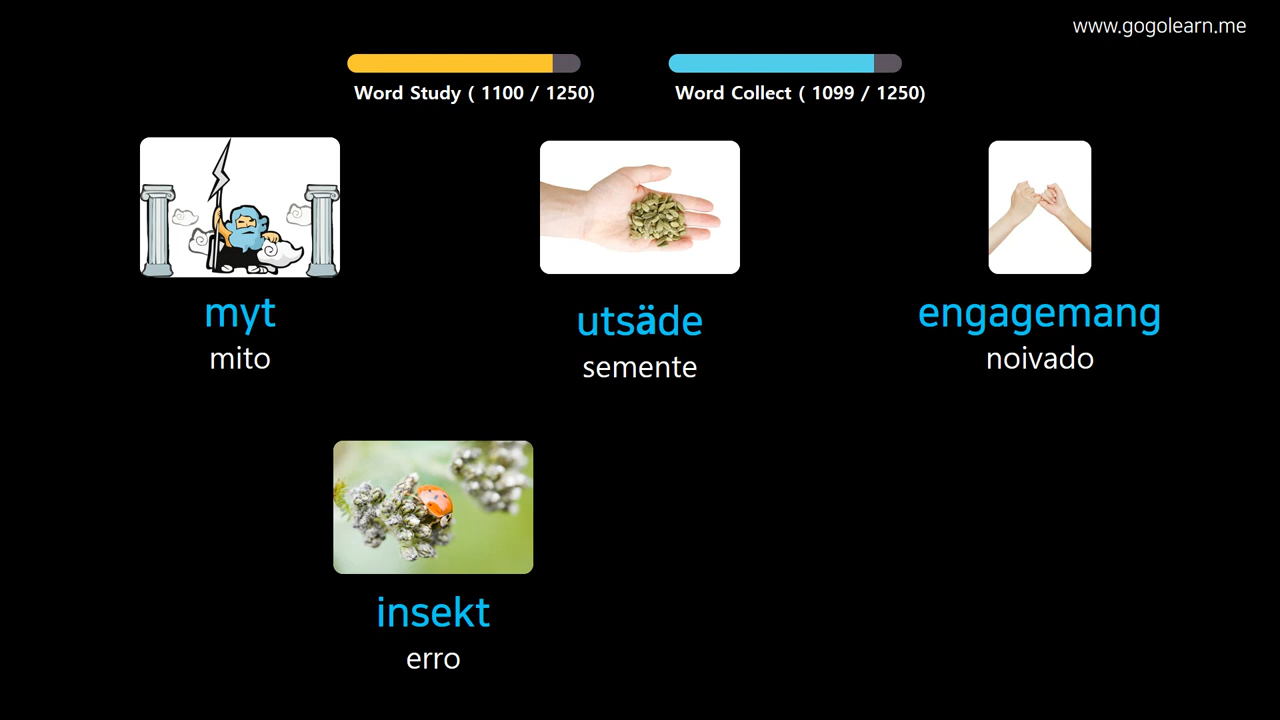 www.gogolearn.me
Word Study ( 1100 / 1250)
Word Collect ( 1099 / 1250)
myt
mito
utsäde
semente
engagemang
noivado
insekt
erro